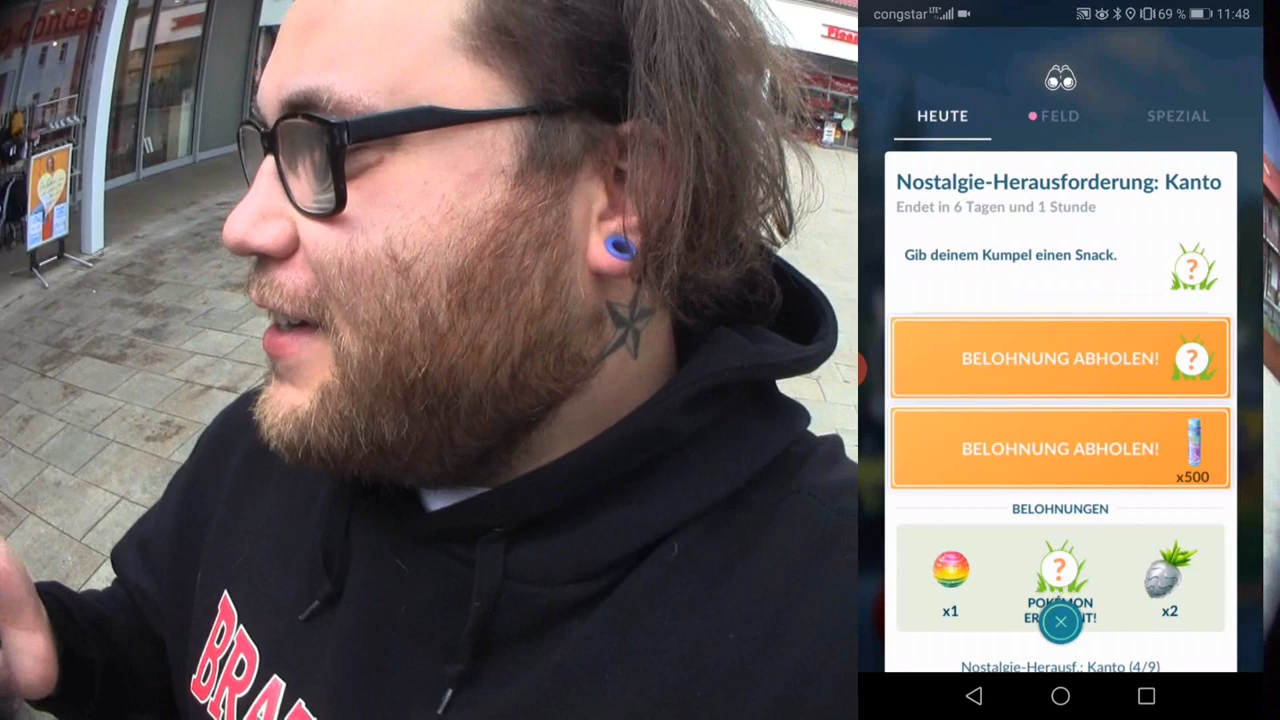 congstar 69 % 11:48
HEUTE FELD SPEZIAL
Nostalgie-Herausforderung: Kanto
Endet in 6 Tagen und 1 Stunde
Gib deinem Kumpel einen Snack.
?
BELOHNUNG ABHOLEN! ?
BELOHNUNG ABHOLEN!
x500
BELOHNUNGEN
?
x1 x2
Nostalgie-Herausf.: Kanto (4/9)
BRA